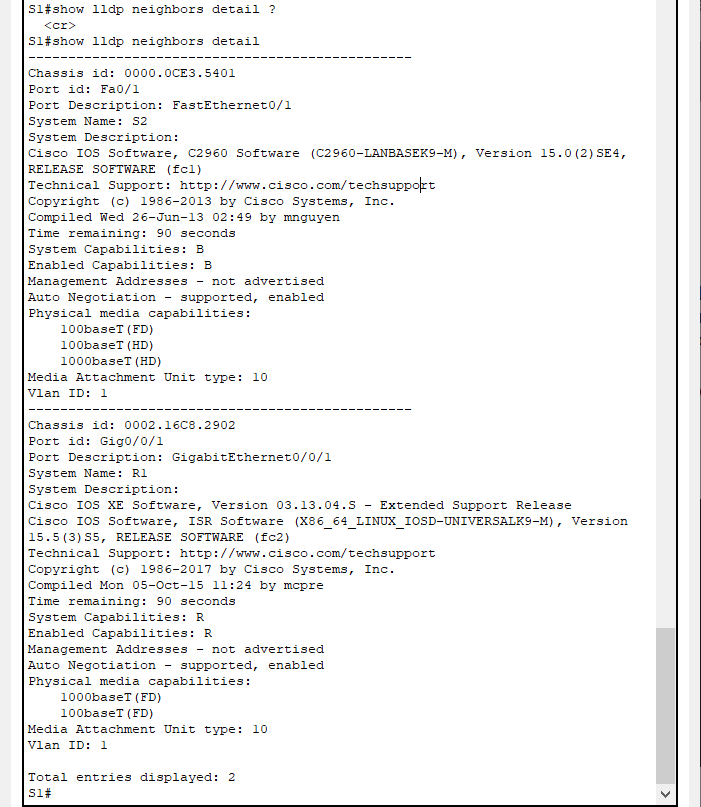 S1#show lldp neighbors detail ?
<cr>
S1#show lldp neighbors detail
------------------------------------------------
Chassis id: 0000.0CE3.5401
Port id: Fa0/1
Port Description: FastEthernet0/1
System Name: S2
System Description:
Cisco IOS Software, C2960 Software (C2960-LANBASEK9-M), Version 15.0(2)SE4,
RELEASE SOFTWARE (fc1)
Technical Support: http://www.cisco.com/techsupport
Copyright (c) 1986-2013 by Cisco Systems, Inc.
Compiled Wed 26-Jun-13 02:49 by mnguyen
Time remaining: 90 seconds
System Capabilities: B
Enabled Capabilities: B
Management Addresses - not advertised
Auto Negotiation - supported, enabled
Physical media capabilities:
100baseT(FD)
100baseT(HD)
1000baseT(HD)
Media Attachment Unit type: 10
Vlan ID: 1
------------------------------------------------
Chassis id: 0002.16C8.2902
Port id: Gig0/0/1
Port Description: GigabitEthernet0/0/1
System Name: R1
System Description:
Cisco IOS XE Software, Version 03.13.04.S - Extended Support Release
Cisco IOS Software, ISR Software (X86_64_LINUX_IOSD-UNIVERSALK9-M), Version
15.5(3)S5, RELEASE SOFTWARE (fc2)
Technical Support: http://www.cisco.com/techsupport
Copyright (c) 1986-2017 by Cisco Systems, Inc.
Compiled Mon 05-Oct-15 11:24 by mcpre
Time remaining: 90 seconds
System Capabilities: R
Enabled Capabilities: R
Management Addresses - not advertised
Auto Negotiation - supported, enabled
Physical media capabilities:
1000baseT(FD)
100baseT(FD)
Media Attachment Unit type: 10
Vlan ID: 1
Total entries displayed: 2
S1#